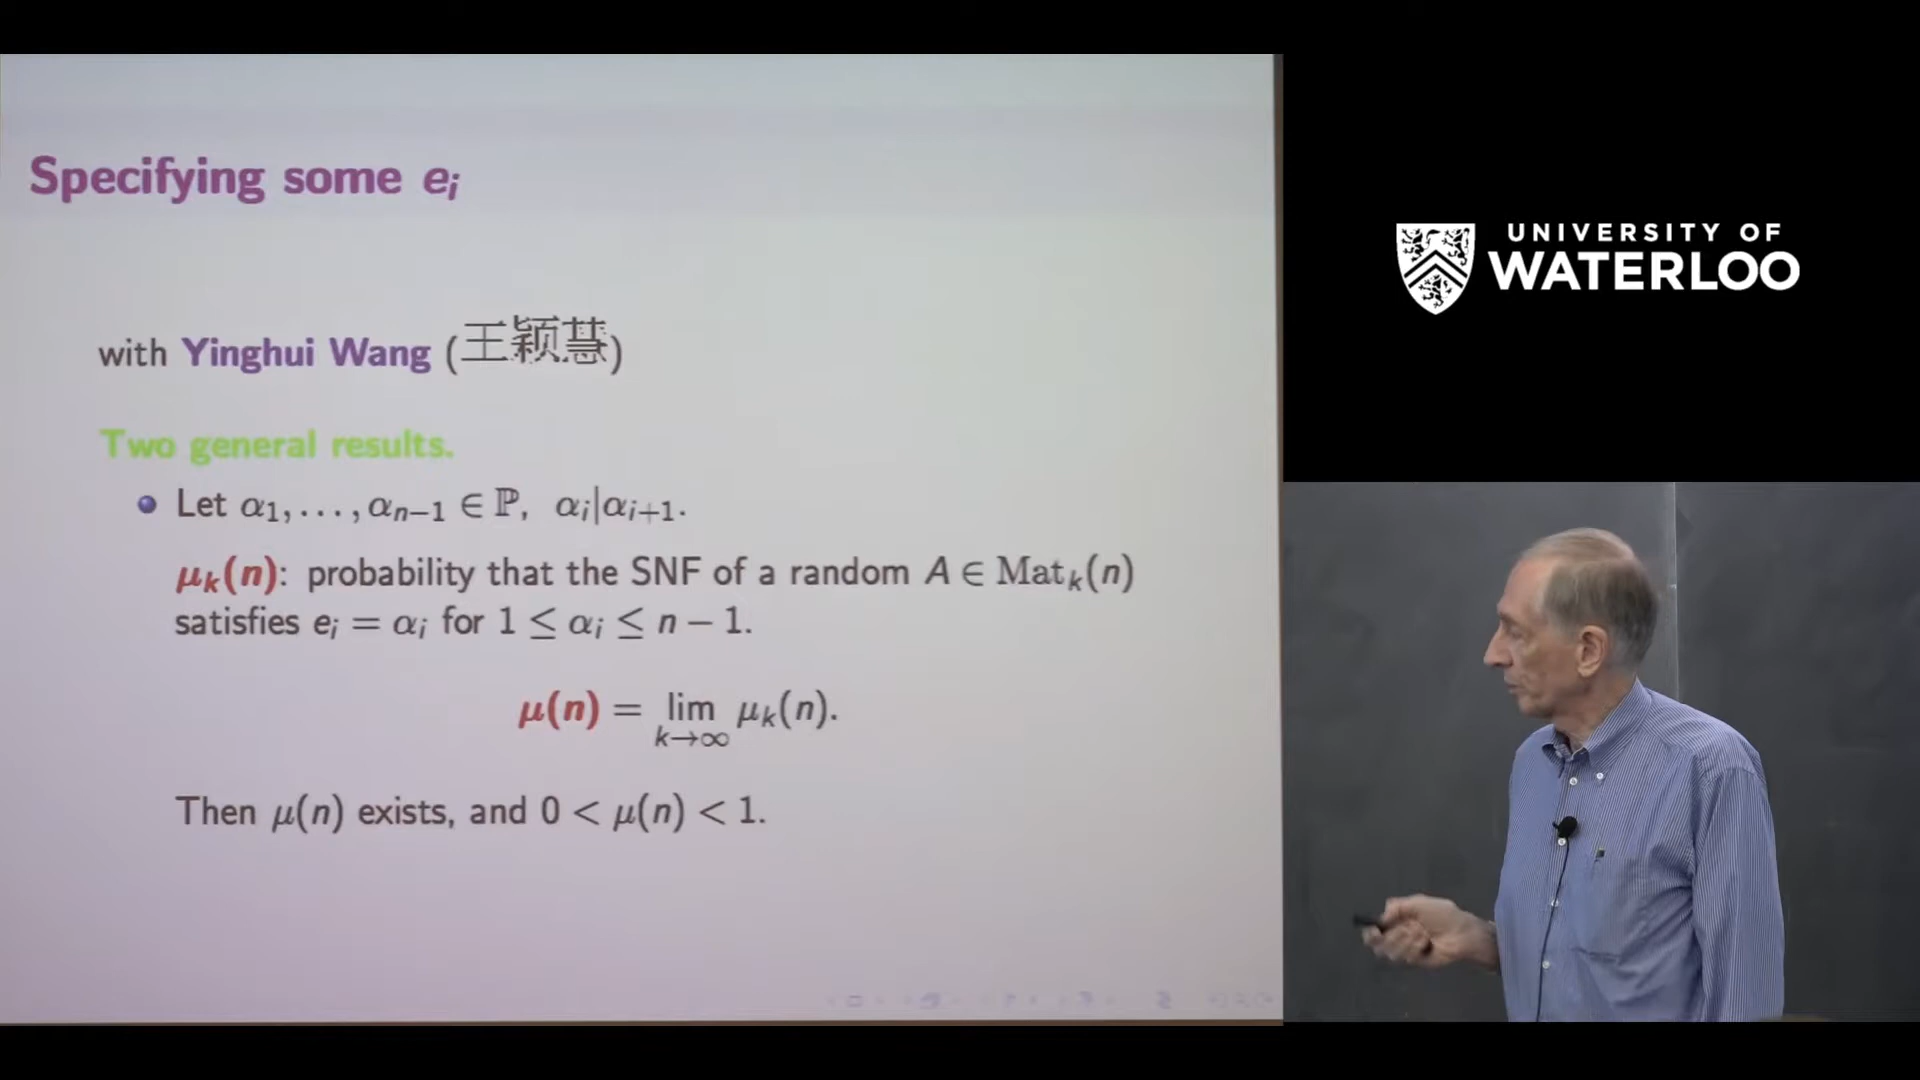 Specifying some eᵢ
with Yinghui Wang (王颖慧)
Two general results.
Let α₁, . . . , αₙ₋₁ ∈ ℙ, αᵢ|αᵢ₊₁.
μₖ(n): probability that the SNF of a random A ∈ Matₖ(n)
satisfies eᵢ = αᵢ for 1 ≤ αᵢ ≤ n − 1.
μ(n) = lim μₖ(n).
k→∞
Then μ(n) exists, and 0 < μ(n) < 1.
UNIVERSITY OF
WATERLOO